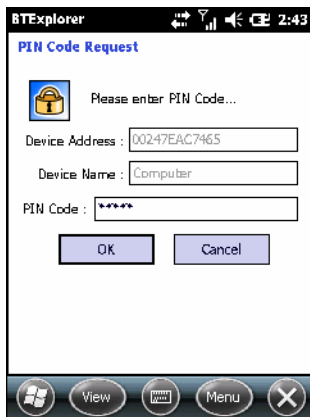 BTExplorer 2:43
PIN Code Request
Please enter PIN Code...
Device Address : 00247EAC7465
Device Name : Computer
PIN Code : *****
OK Cancel
View Menu